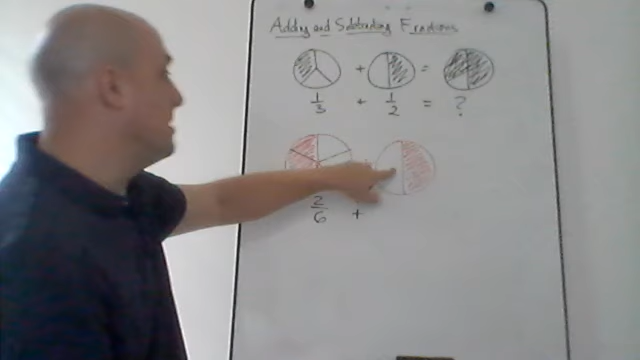 Adding and Subtracting Fractions
+ =
1/3 + 1/2 = ?
2/6 +